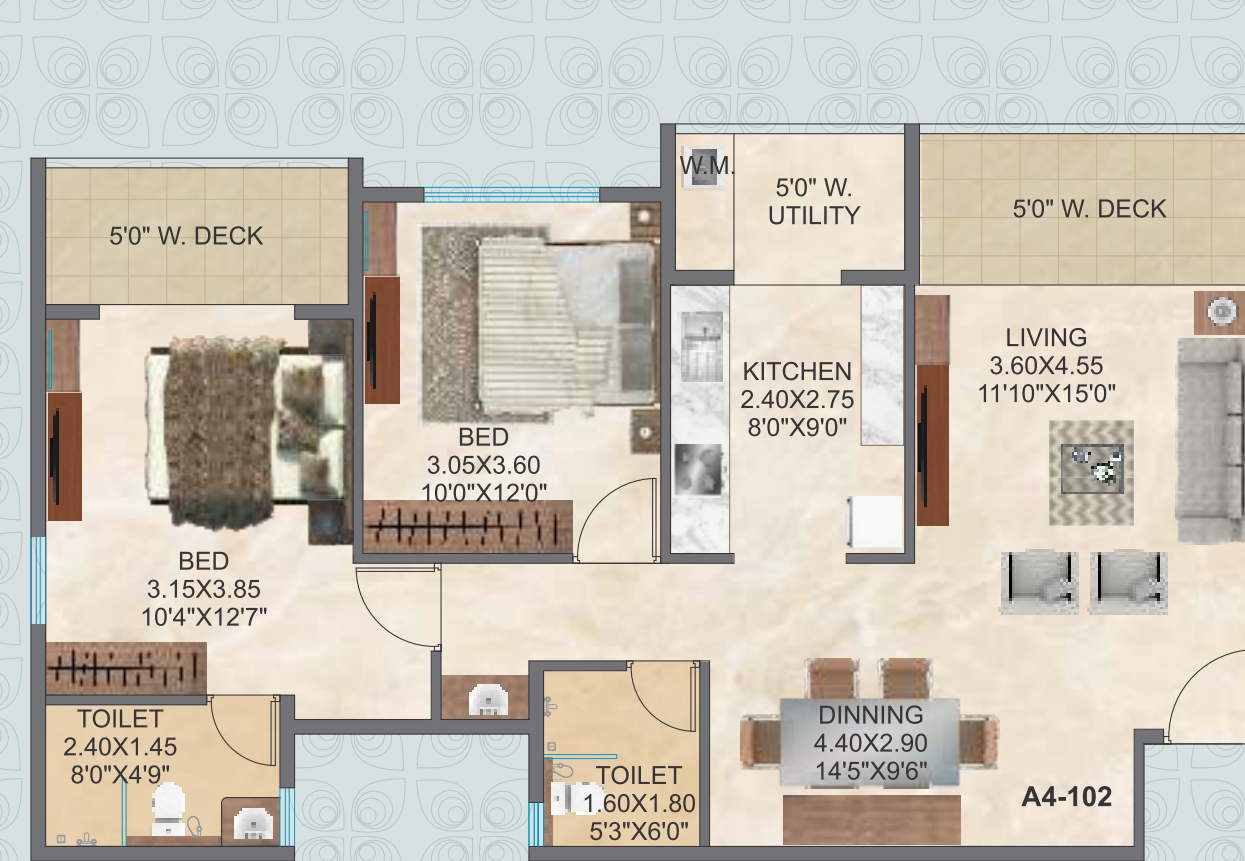 5'0" W. DECK
W.M.
5'0" W.
UTILITY
5'0" W. DECK
BED
3.05X3.60
10'0"X12'0"
KITCHEN
2.40X2.75
8'0"X9'0"
LIVING
3.60X4.55
11'10"X15'0"
BED
3.15X3.85
10'4"X12'7"
TOILET
2.40X1.45
8'0"X4'9"
TOILET
1.60X1.80
5'3"X6'0"
DINNING
4.40X2.90
14'5"X9'6"
A4-102